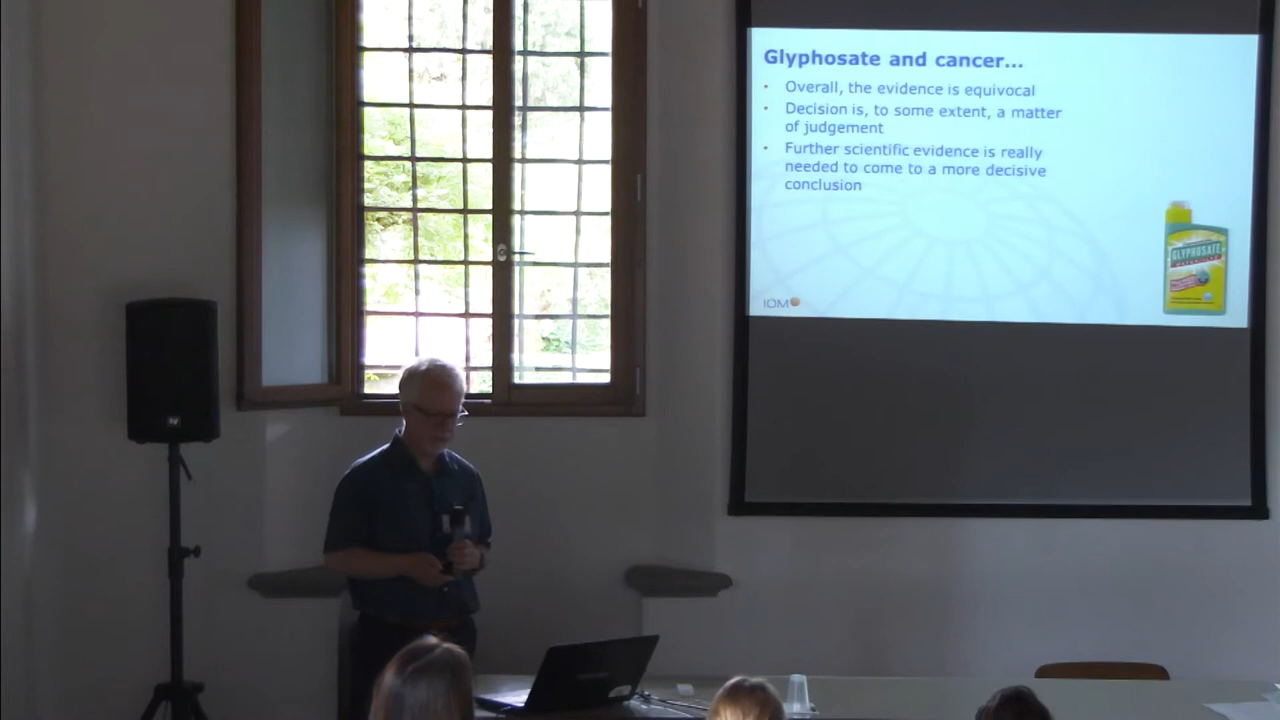 Glyphosate and cancer...
• Overall, the evidence is equivocal
• Decision is, to some extent, a matter
of judgement
• Further scientific evidence is really
needed to come to a more decisive
conclusion
GLYPHOSATE
IOM